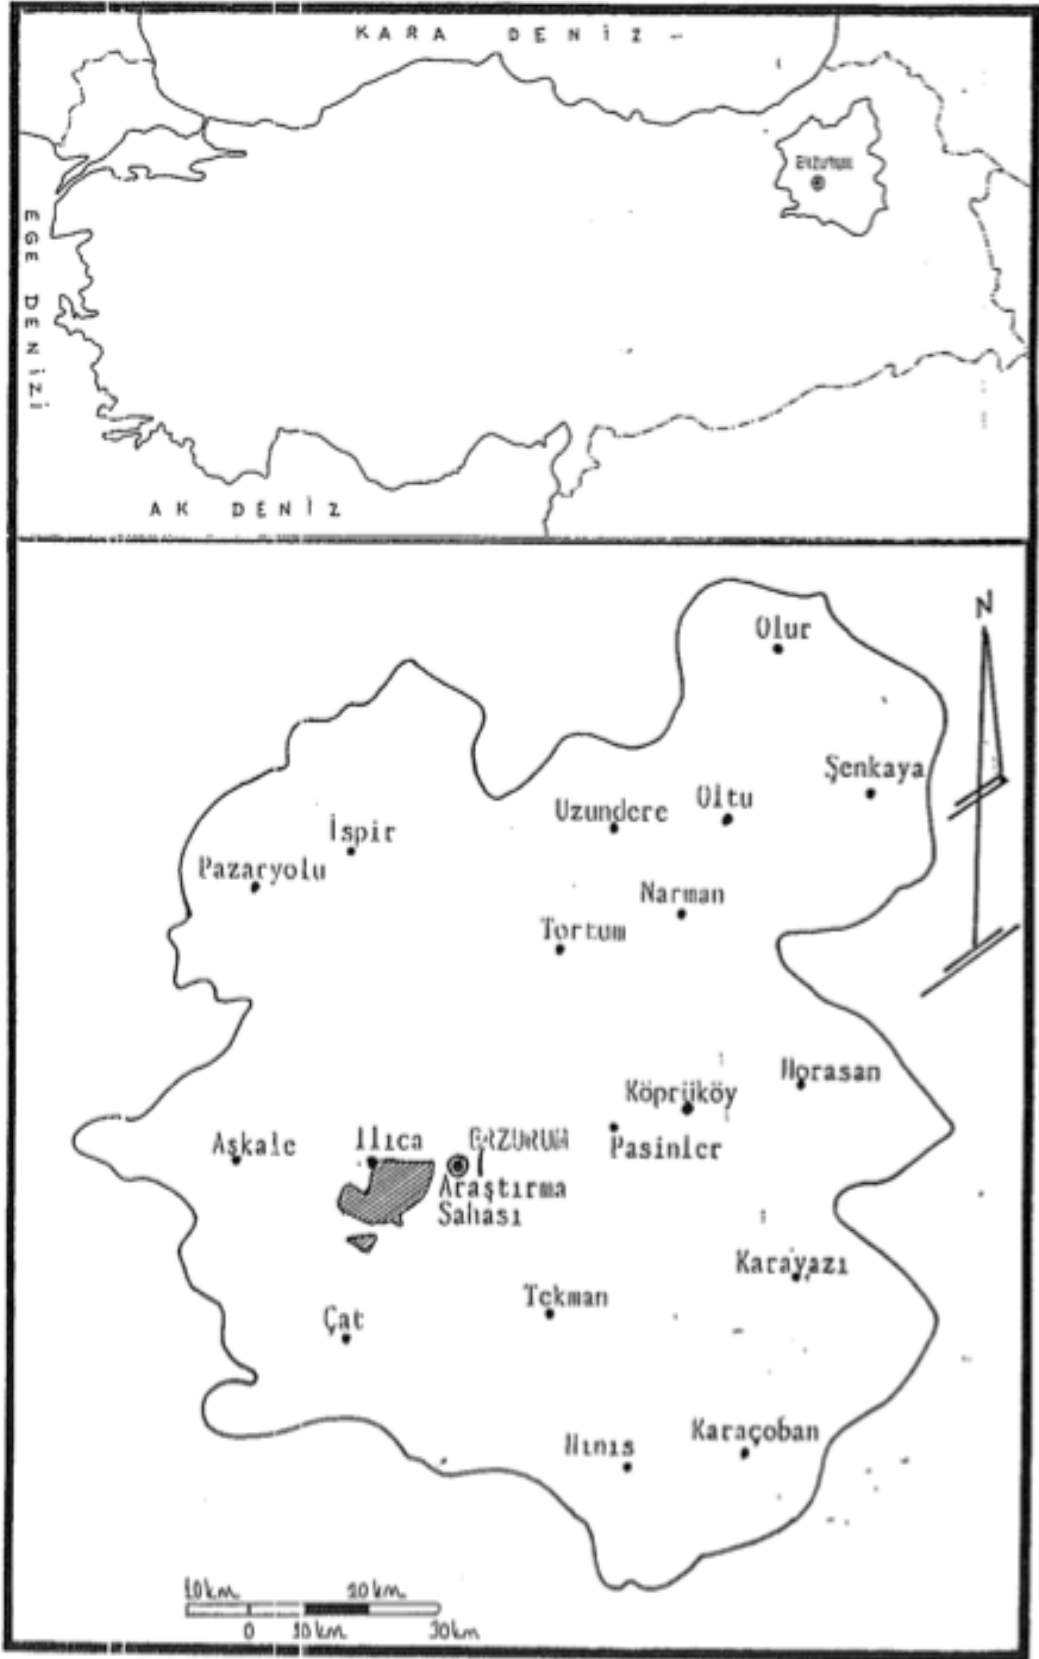 KARA DENİZ
ERZURUM
EGE DENİZİ
AK DENİZ
N
Olur
Şenkaya
Oltu
Uzundere
İspir
Pazaryolu
Narman
Tortum
Horasan
Köprüköy
Pasinler
Aşkale
Ilıca
ERZURUM
Araştırma
Sahası
Karayazı
Tekman
Çat
Karaçoban
Hınıs
10km 20km
0 10km 30km